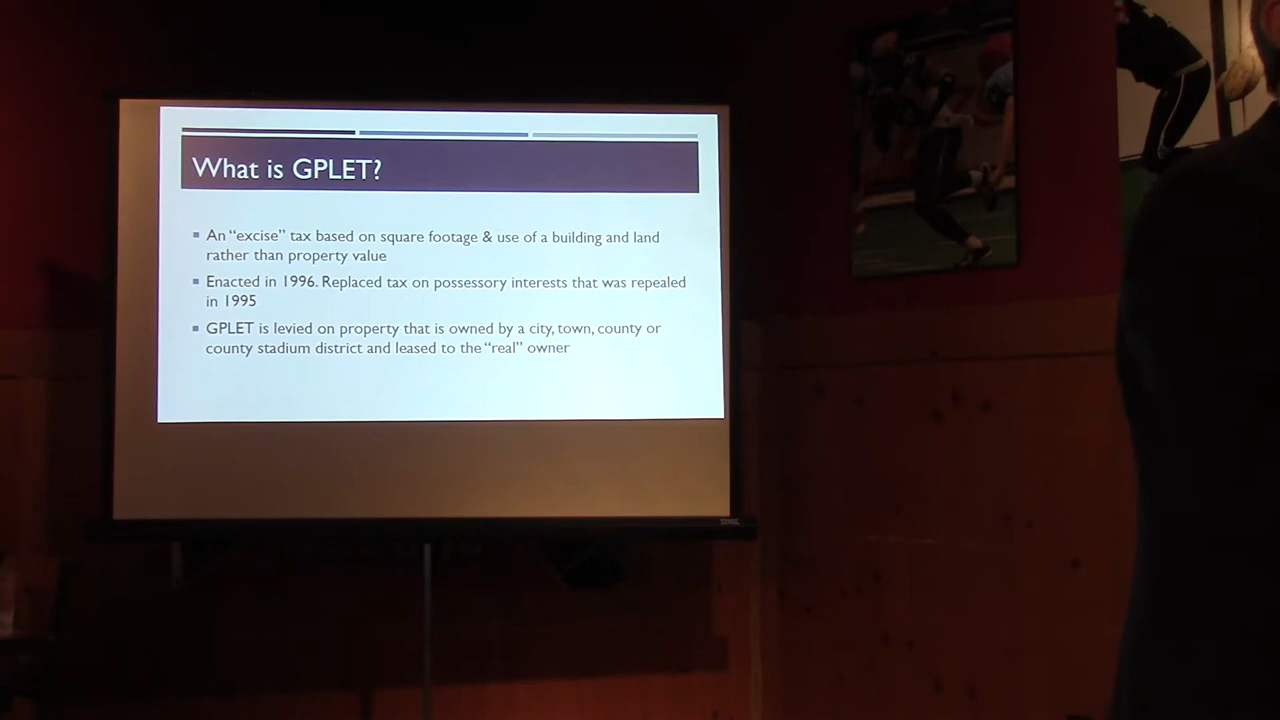 What is GPLET?
An “excise” tax based on square footage & use of a building and land
rather than property value
Enacted in 1996. Replaced tax on possessory interests that was repealed
in 1995
GPLET is levied on property that is owned by a city, town, county or
county stadium district and leased to the “real” owner